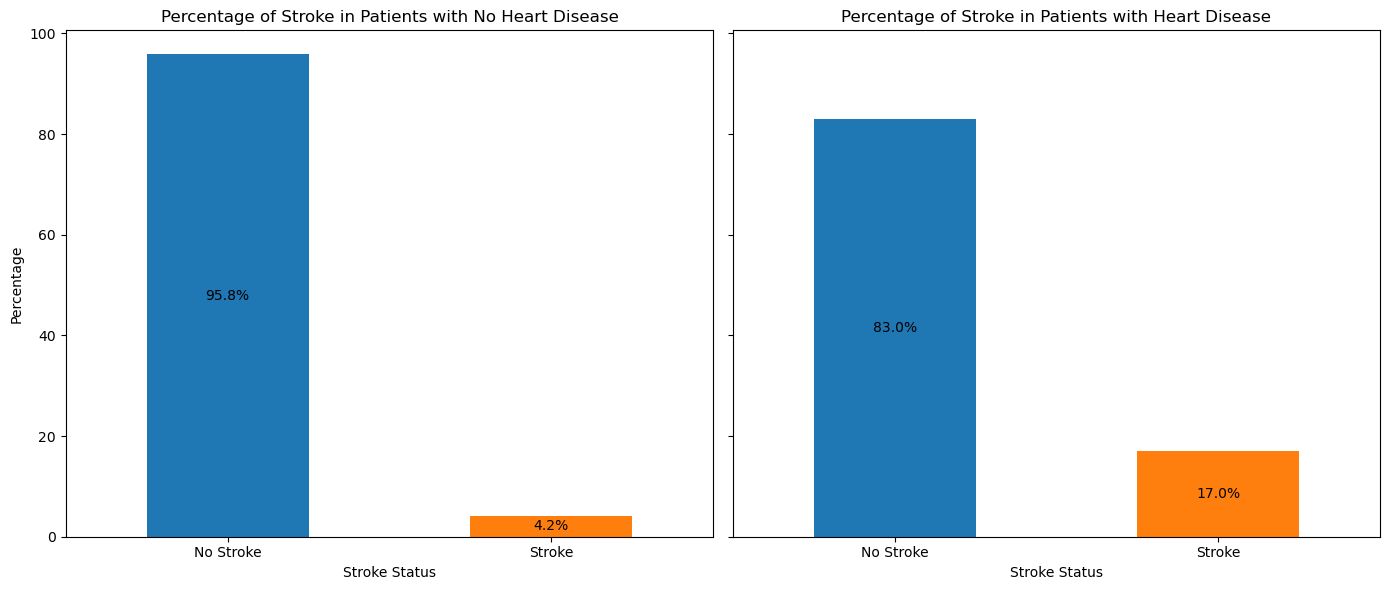 Percentage of Stroke in Patients with No Heart Disease
Percentage
100
80
60
40
20
0
95.8%
4.2%
No Stroke
Stroke
Stroke Status
Percentage of Stroke in Patients with Heart Disease
83.0%
17.0%
No Stroke
Stroke
Stroke Status